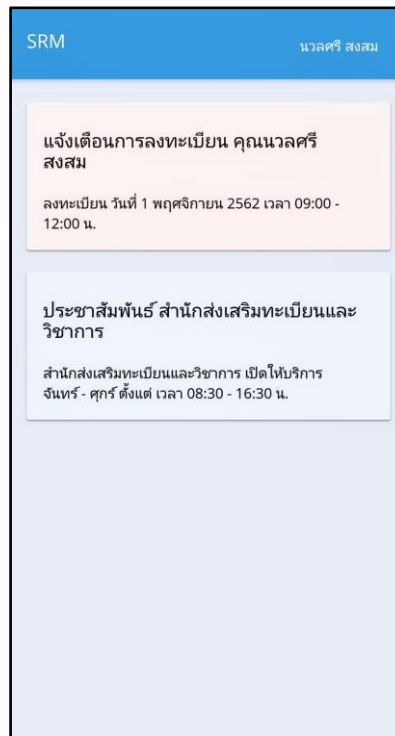 SRM
นวลศรี สงสม
แจ้งเตือนการลงทะเบียน คุณนวลศรี
สงสม
ลงทะเบียน วันที่ 1 พฤศจิกายน 2562 เวลา 09:00 -
12:00 น.
ประชาสัมพันธ์ สำนักส่งเสริมทะเบียนและ
วิชาการ
สำนักส่งเสริมทะเบียนและวิชาการ เปิดให้บริการ
จันทร์ - ศุกร์ ตั้งแต่ เวลา 08:30 - 16:30 น.